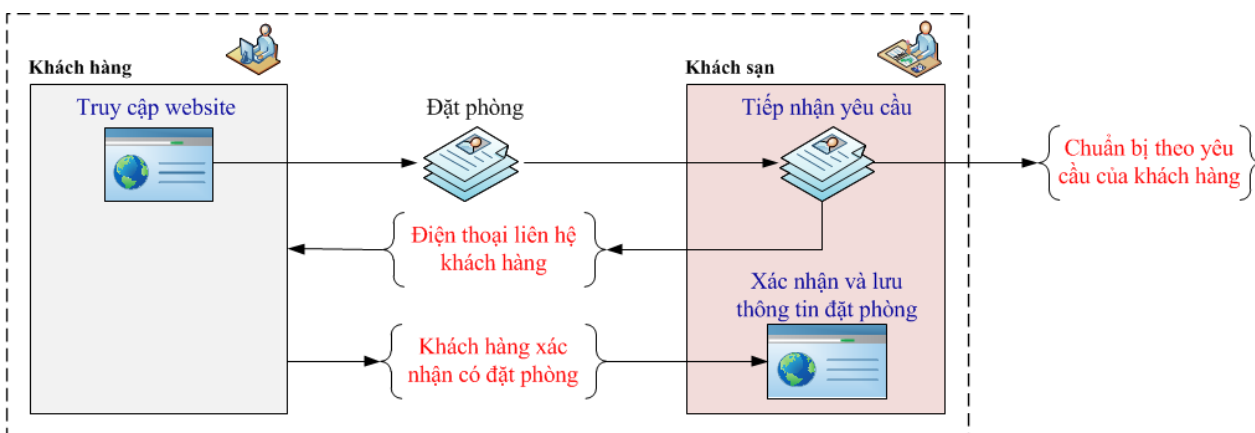 Khách hàng
Khách sạn
Truy cập website
Đặt phòng
Tiếp nhận yêu cầu
Chuẩn bị theo yêu
cầu của khách hàng
Điện thoại liên hệ
khách hàng
Xác nhận và lưu
thông tin đặt phòng
Khách hàng xác
nhận có đặt phòng